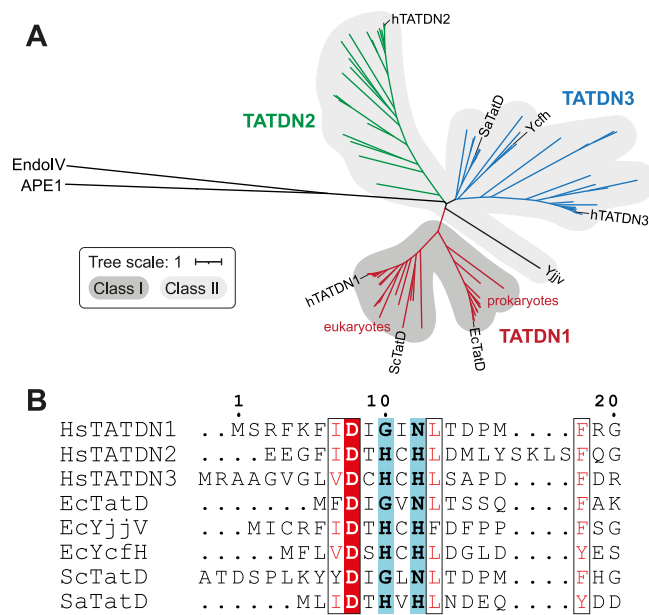 A
hTATDN2
TATDN2
SaTatD
Ycfh
TATDN3
EndoIV
APE1
hTATDN3
Tree scale: 1
Class I Class II
Yjjv
hTATDN1
prokaryotes
eukaryotes
ScTatD
EcTatD
TATDN1
B
1 10 20
HsTATDN1 ...MSRFKFIDIGINLTDPM....FRG
HsTATDN2 .....EEGFIDTHCHLDMLYSKLSFQG
HsTATDN3 MRAAGVGLVDCHCHLSAPD....FDR
EcTatD .......MFDIGVNLTSSQ....FAK
EcYjjV ....MICRFIDTHCHFDFPP....FSG
EcYcfH ......MFLVDSHCHLDGLD....YES
ScTatD ATDSPLKYYDIGLNLTDPM....FHG
SaTatD ......MLIDTHVHLNDEQ....YDD